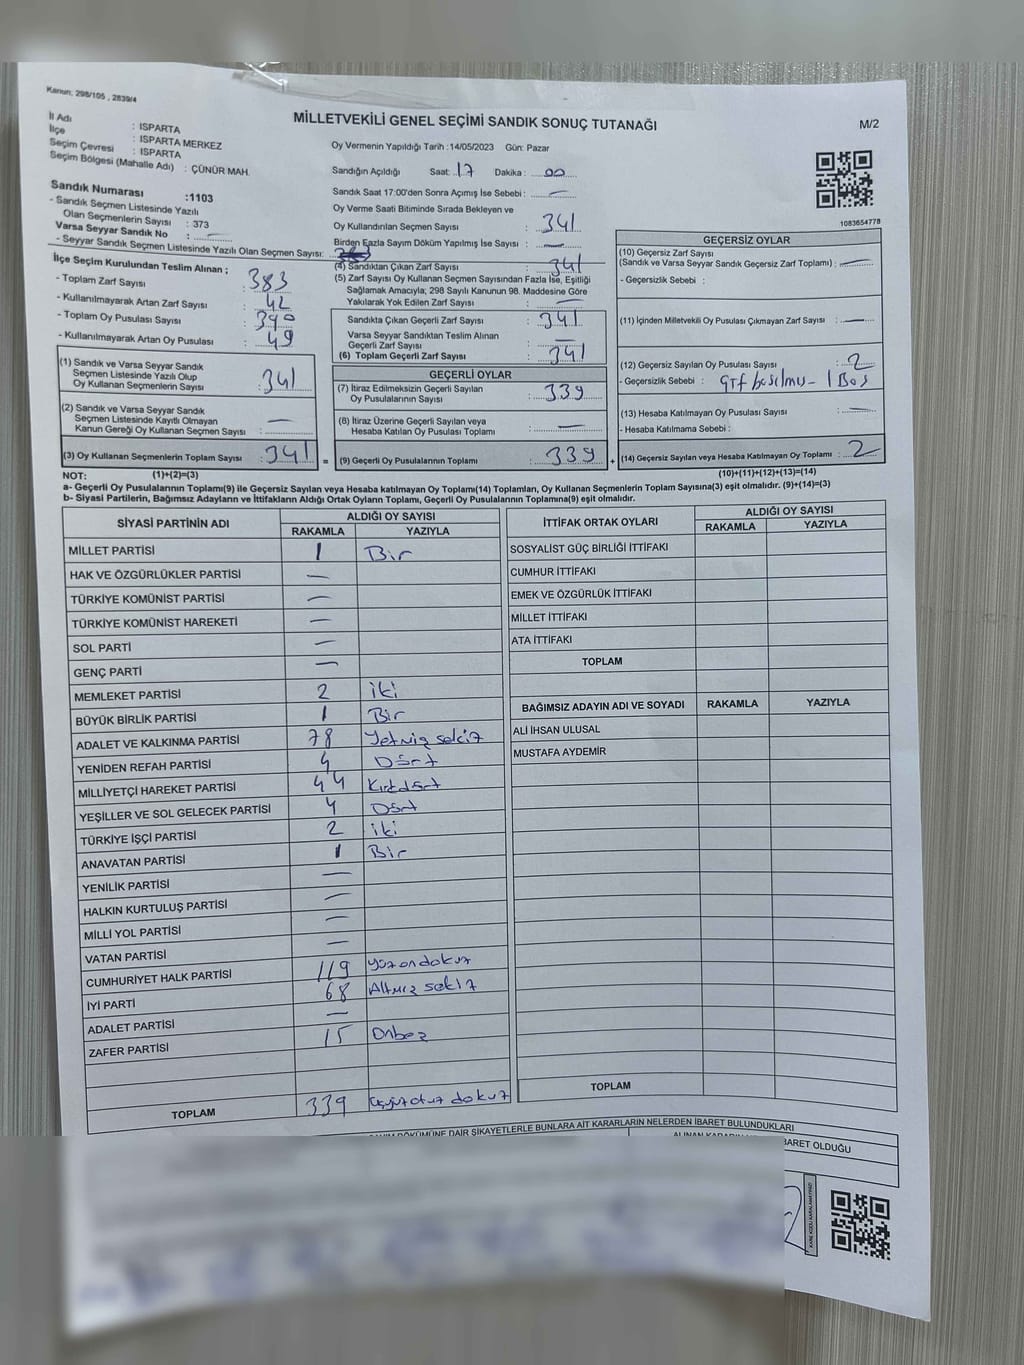 Kanun: 298/105 , 2839/4
MİLLETVEKİLİ GENEL SEÇİMİ SANDIK SONUÇ TUTANAĞI
M/2
İl Adı : ISPARTA
İlçe : ISPARTA MERKEZ
Seçim Çevresi : ISPARTA
Seçim Bölgesi (Mahalle Adı) : ÇÜNÜR MAH.
Sandık Numarası :1103
- Sandık Seçmen Listesinde Yazılı
Olan Seçmenlerin Sayısı : 373
Varsa Seyyar Sandık No :
- Seyyar Sandık Seçmen Listesinde Yazılı Olan Seçmen Sayısı:
Oy Vermenin Yapıldığı Tarih :14/05/2023 Gün: Pazar
Sandığın Açıldığı Saat: 17 Dakika : 00
Sandık Saat 17:00'den Sonra Açımış İse Sebebi : —
Oy Verme Saati Bitiminde Sırada Bekleyen ve
Oy Kullandırılan Seçmen Sayısı : 341
Birden Fazla Sayım Döküm Yapılmış İse Sayısı : —
1083654778
İlçe Seçim Kurulundan Teslim Alınan ;
- Toplam Zarf Sayısı : 383
- Kullanılmayarak Artan Zarf Sayısı : 42
- Toplam Oy Pusulası Sayısı : 390
- Kullanılmayarak Artan Oy Pusulası : 49
(4) Sandıktan Çıkan Zarf Sayısı : 341
(5) Zarf Sayısı Oy Kullanan Seçmen Sayısından Fazla İse, Eşitliği
Sağlamak Amacıyla; 298 Sayılı Kanunun 98. Maddesine Göre
Yakılarak Yok Edilen Zarf Sayısı : —
Sandıkta Çıkan Geçerli Zarf Sayısı : 341
Varsa Seyyar Sandıktan Teslim Alınan
Geçerli Zarf Sayısı : —
(6) Toplam Geçerli Zarf Sayısı : 341
GEÇERSİZ OYLAR
(10) Geçersiz Zarf Sayısı
(Sandık ve Varsa Seyyar Sandık Geçersiz Zarf Toplamı) : —
- Geçersizlik Sebebi :
(11) İçinden Milletvekili Oy Pusulası Çıkmayan Zarf Sayısı : —
(12) Geçersiz Sayılan Oy Pusulası Sayısı : 2
- Geçersizlik Sebebi : 1 Boş
(13) Hesaba Katılmayan Oy Pusulası Sayısı : —
- Hesaba Katılmama Sebebi :
(14) Geçersiz Sayılan veya Hesaba Katılmayan Oy Toplamı : 2
(1) Sandık ve Varsa Seyyar Sandık
Seçmen Listesinde Yazılı Olup
Oy Kullanan Seçmenlerin Sayısı : 341
(2) Sandık ve Varsa Seyyar Sandık
Seçmen Listesinde Kayıtlı Olmayan
Kanun Gereği Oy Kullanan Seçmen Sayısı : —
(3) Oy Kullanan Seçmenlerin Toplam Sayısı : 341 =
GEÇERLİ OYLAR
(7) İtiraz Edilmeksizin Geçerli Sayılan
Oy Pusulalarının Sayısı : 339
(8) İtiraz Üzerine Geçerli Sayılan veya
Hesaba Katılan Oy Pusulası Toplamı : —
(9) Geçerli Oy Pusulalarının Toplamı : 339 +
NOT: (1)+(2)=(3)
(10)+(11)+(12)+(13)=(14)
a- Geçerli Oy Pusulalarının Toplamı(9) ile Geçersiz Sayılan veya Hesaba katılmayan Oy Toplamı(14) Toplamları, Oy Kullanan Seçmenlerin Toplam Sayısına(3) eşit olmalıdır. (9)+(14)=(3)
b- Siyasi Partilerin, Bağımsız Adayların ve İttifakların Aldığı Ortak Oyların Toplamı, Geçerli Oy Pusulalarının Toplamına(9) eşit olmalıdır.
SİYASİ PARTİNİN ADI ALDIĞI OY SAYISI
RAKAMLA YAZIYLA
MİLLET PARTİSİ 1 Bir
HAK VE ÖZGÜRLÜKLER PARTİSİ —
TÜRKİYE KOMÜNİST PARTİSİ —
TÜRKİYE KOMÜNİST HAREKETİ —
SOL PARTİ —
GENÇ PARTİ —
MEMLEKET PARTİSİ 2 iki
BÜYÜK BİRLİK PARTİSİ 1 Bir
ADALET VE KALKINMA PARTİSİ 78 Yetmiş sekiz
YENİDEN REFAH PARTİSİ 4 Dört
MİLLİYETÇİ HAREKET PARTİSİ 44 Kırkdört
YEŞİLLER VE SOL GELECEK PARTİSİ 4 Dört
TÜRKİYE İŞÇİ PARTİSİ 2 iki
ANAVATAN PARTİSİ 1 Bir
YENİLİK PARTİSİ —
HALKIN KURTULUŞ PARTİSİ —
MİLLİ YOL PARTİSİ —
VATAN PARTİSİ —
CUMHURİYET HALK PARTİSİ 119 yüzondokuz
İYİ PARTİ 68 Altmış sekiz
ADALET PARTİSİ —
ZAFER PARTİSİ 15 Onbeş
TOPLAM 339 üçyüzotuz dokuz
İTTİFAK ORTAK OYLARI ALDIĞI OY SAYISI
RAKAMLA YAZIYLA
SOSYALİST GÜÇ BİRLİĞİ İTTİFAKI
CUMHUR İTTİFAKI
EMEK VE ÖZGÜRLÜK İTTİFAKI
MİLLET İTTİFAKI
ATA İTTİFAKI
TOPLAM
BAĞIMSIZ ADAYIN ADI VE SOYADI RAKAMLA YAZIYLA
ALİ İHSAN ULUSAL
MUSTAFA AYDEMİR
TOPLAM
DÖKÜMÜNE DAİR ŞİKAYETLERLE BUNLARA AİT KARARLARIN NELERDEN İBARET BULUNDUKLARI
ALINAN İBARET OLDUĞU